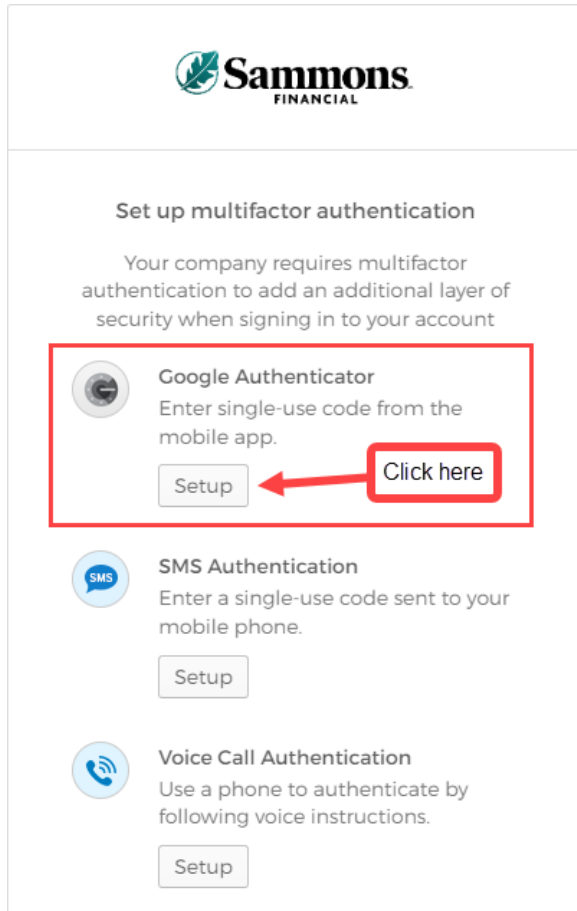 Sammons
FINANCIAL
Set up multifactor authentication
Your company requires multifactor
authentication to add an additional layer of
security when signing in to your account
Google Authenticator
Enter single-use code from the
mobile app.
Setup
Click here
SMS
SMS Authentication
Enter a single-use code sent to your
mobile phone.
Setup
Voice Call Authentication
Use a phone to authenticate by
following voice instructions.
Setup